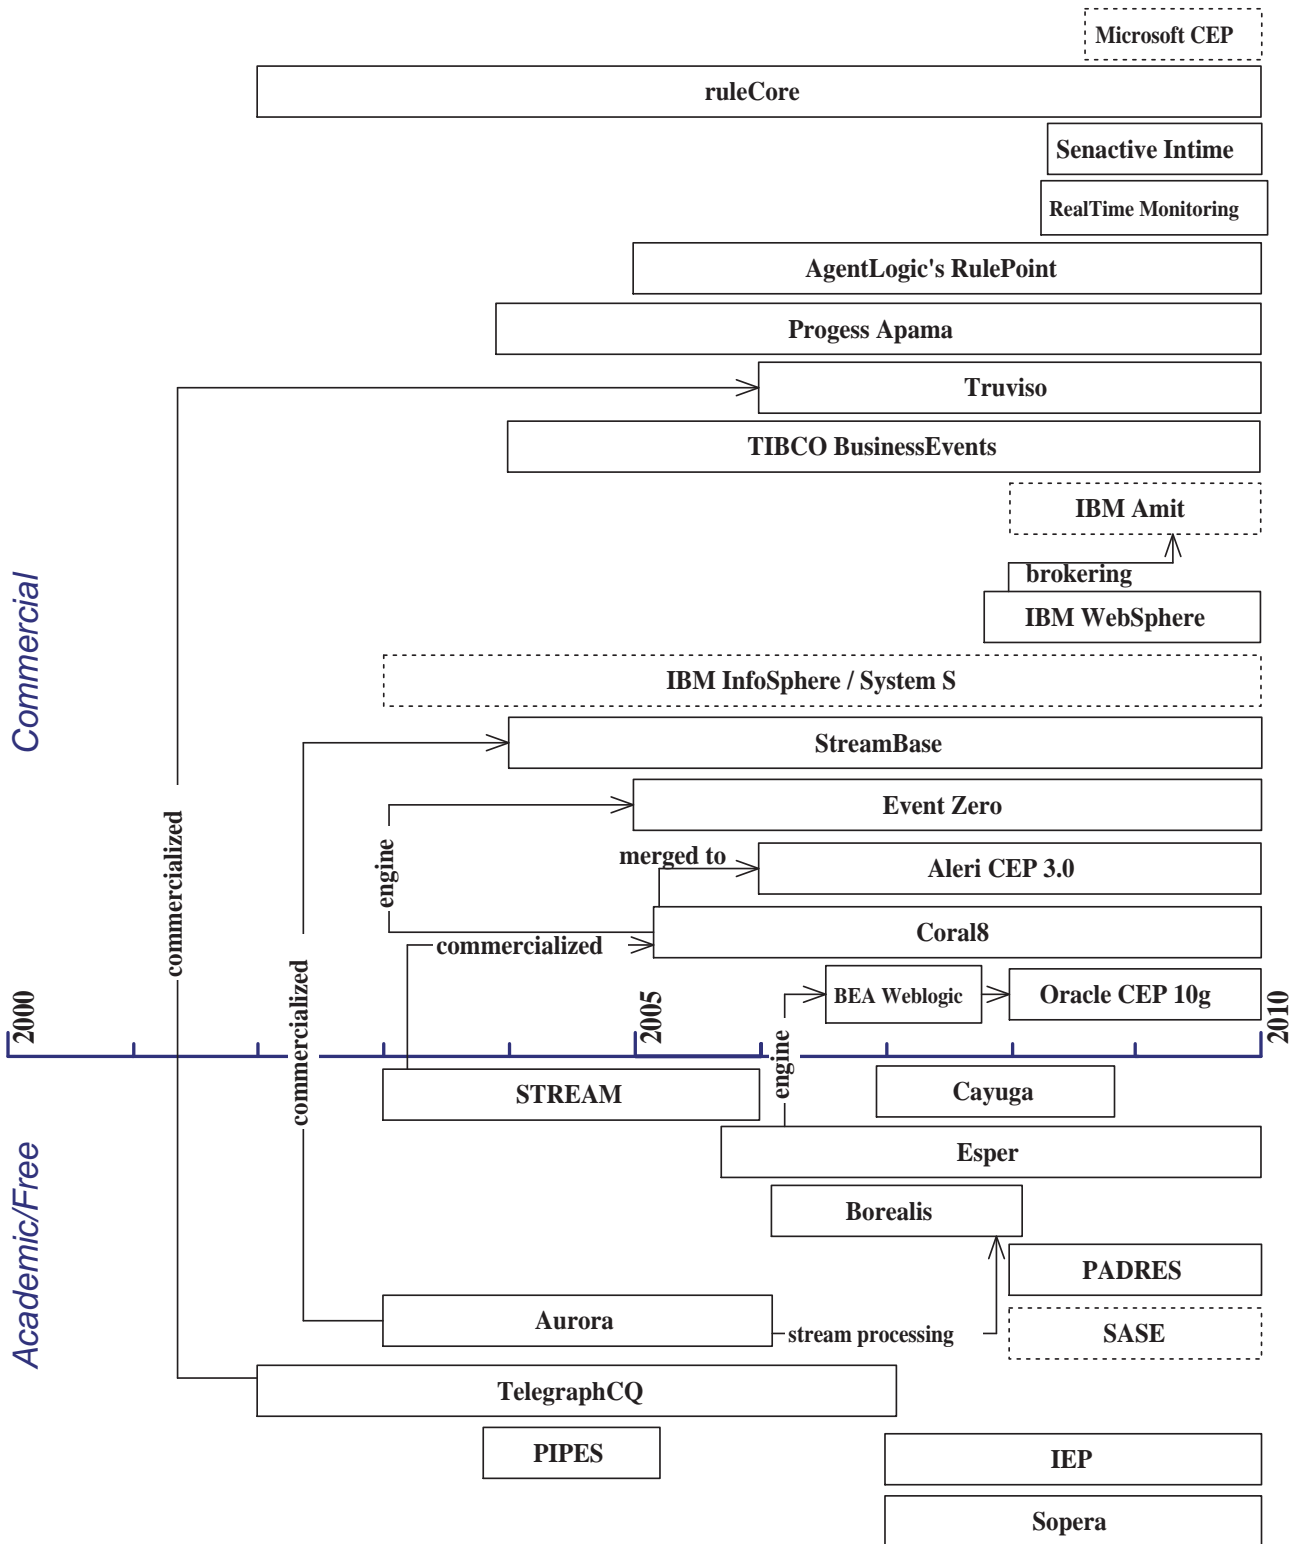 Microsoft CEP
ruleCore
Senactive Intime
RealTime Monitoring
AgentLogic's RulePoint
Progess Apama
Truviso
TIBCO BusinessEvents
IBM Amit
brokering
IBM WebSphere
Commercial
IBM InfoSphere / System S
StreamBase
Event Zero
commercialized
engine
merged to
Aleri CEP 3.0
Coral8
commercialized
commercialized
BEA Weblogic
Oracle CEP 10g
2000
2005
2010
engine
STREAM
Cayuga
Esper
Academic/Free
Borealis
PADRES
Aurora
stream processing
SASE
TelegraphCQ
PIPES
IEP
Sopera